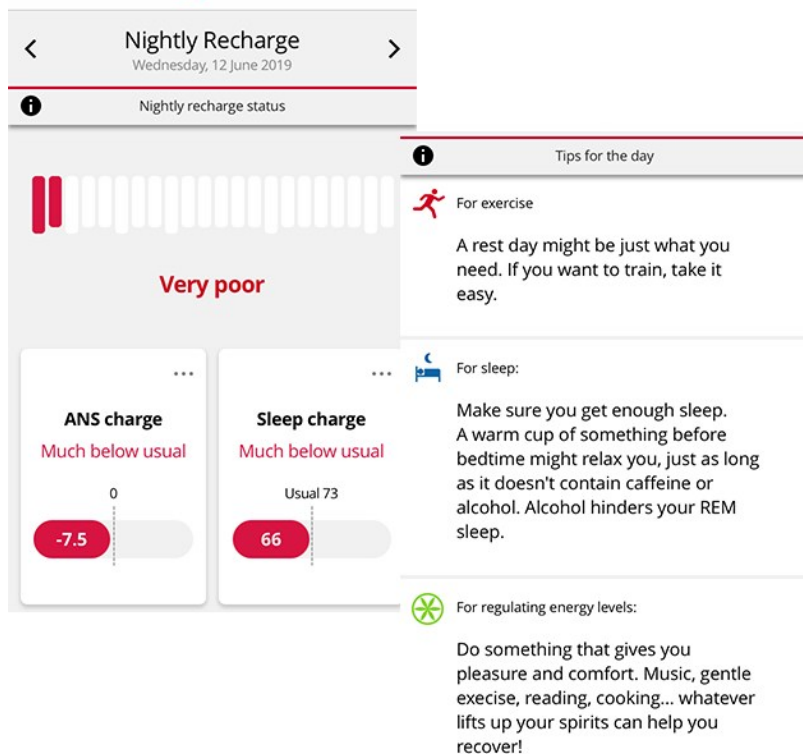 Nightly Recharge
Wednesday, 12 June 2019
Nightly recharge status
Very poor
ANS charge
Much below usual
0
-7.5
Sleep charge
Much below usual
Usual 73
66
Tips for the day
For exercise
A rest day might be just what you
need. If you want to train, take it
easy.
For sleep:
Make sure you get enough sleep.
A warm cup of something before
bedtime might relax you, just as long
as it doesn't contain caffeine or
alcohol. Alcohol hinders your REM
sleep.
For regulating energy levels:
Do something that gives you
pleasure and comfort. Music, gentle
execise, reading, cooking... whatever
lifts up your spirits can help you
recover!